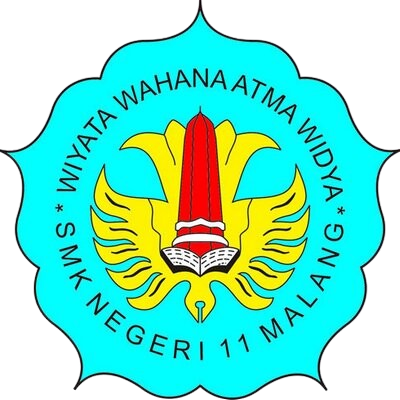 * WIYATA WAHANA ATMA WIDYA *
SMK NEGERI 11 MALANG